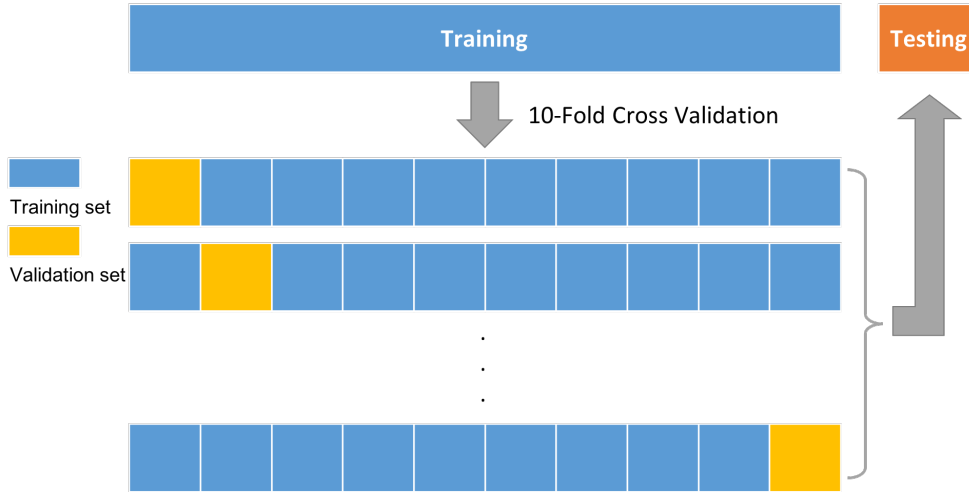 Training
Testing
10-Fold Cross Validation
Training set
Validation set
.
.
.